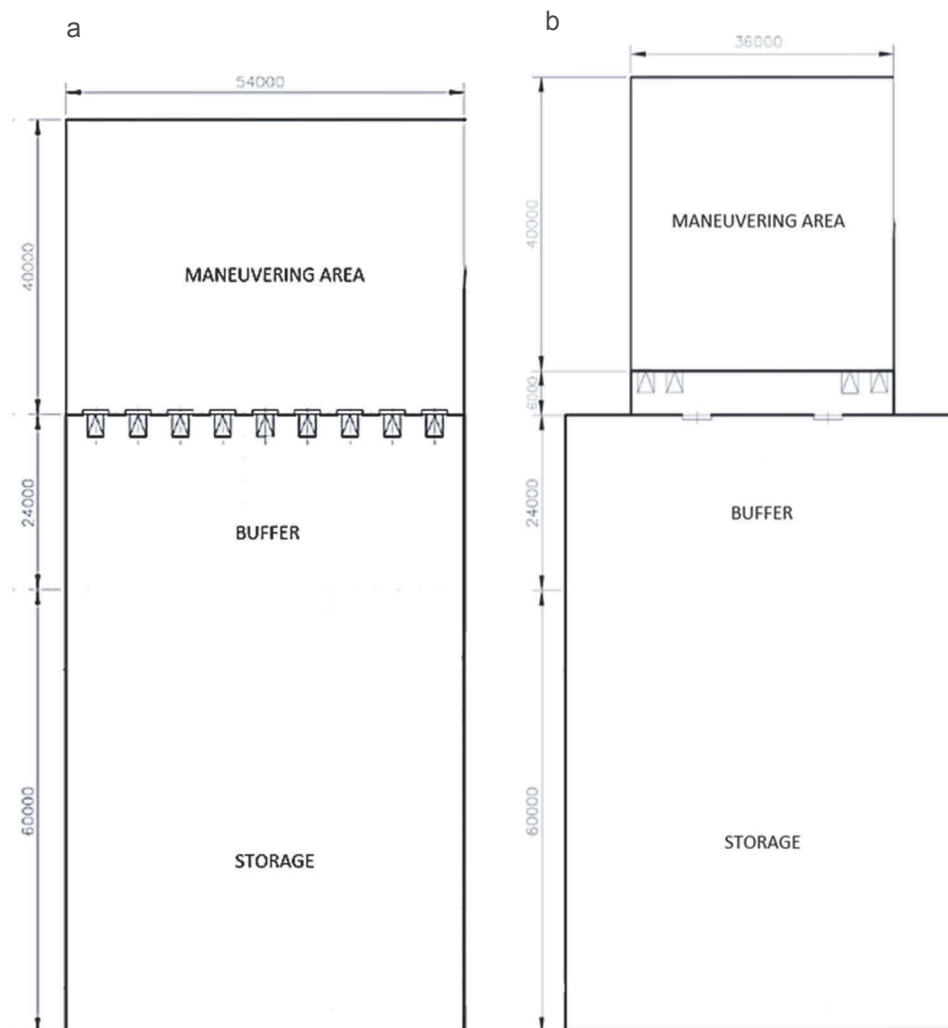 a
54000
40000
MANEUVERING AREA
24000
BUFFER
60000
STORAGE
b
36000
40000
MANEUVERING AREA
6000
24000
BUFFER
60000
STORAGE